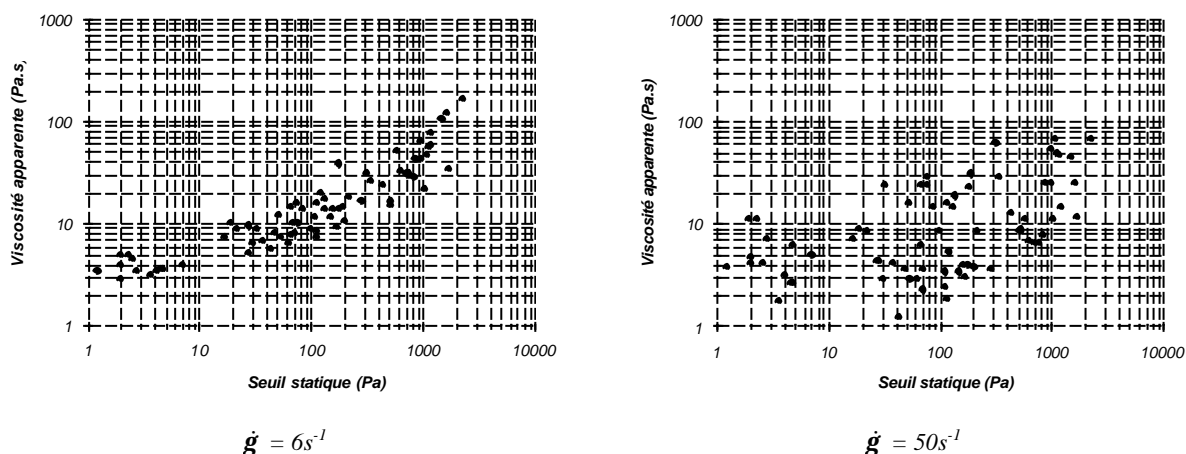 1000
100
10
1
Viscosité apparente (Pa.s)
1 10 100 1000 10000
Seuil statique (Pa)
ġ = 6s⁻¹
1000
100
10
1
Viscosité apparente (Pa.s)
1 10 100 1000 10000
Seuil statique (Pa)
ġ = 50s⁻¹